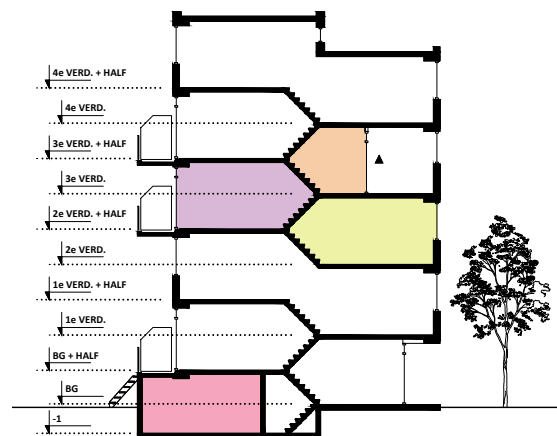 4e VERD. + HALF
4e VERD.
3e VERD. + HALF
3e VERD.
2e VERD. + HALF
2e VERD.
1e VERD. + HALF
1e VERD.
BG + HALF
BG
-1